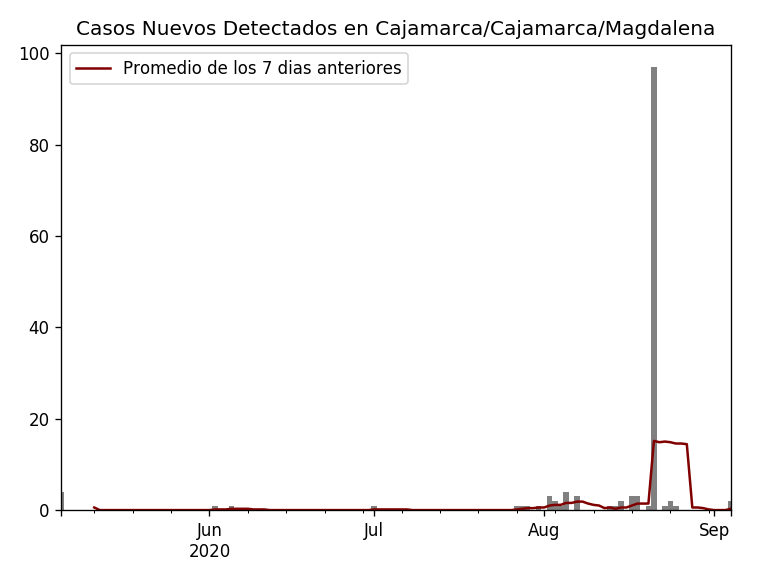 Casos Nuevos Detectados en Cajamarca/Cajamarca/Magdalena
Promedio de los 7 dias anteriores
100
80
60
40
20
0
Jun Jul Aug Sep
2020